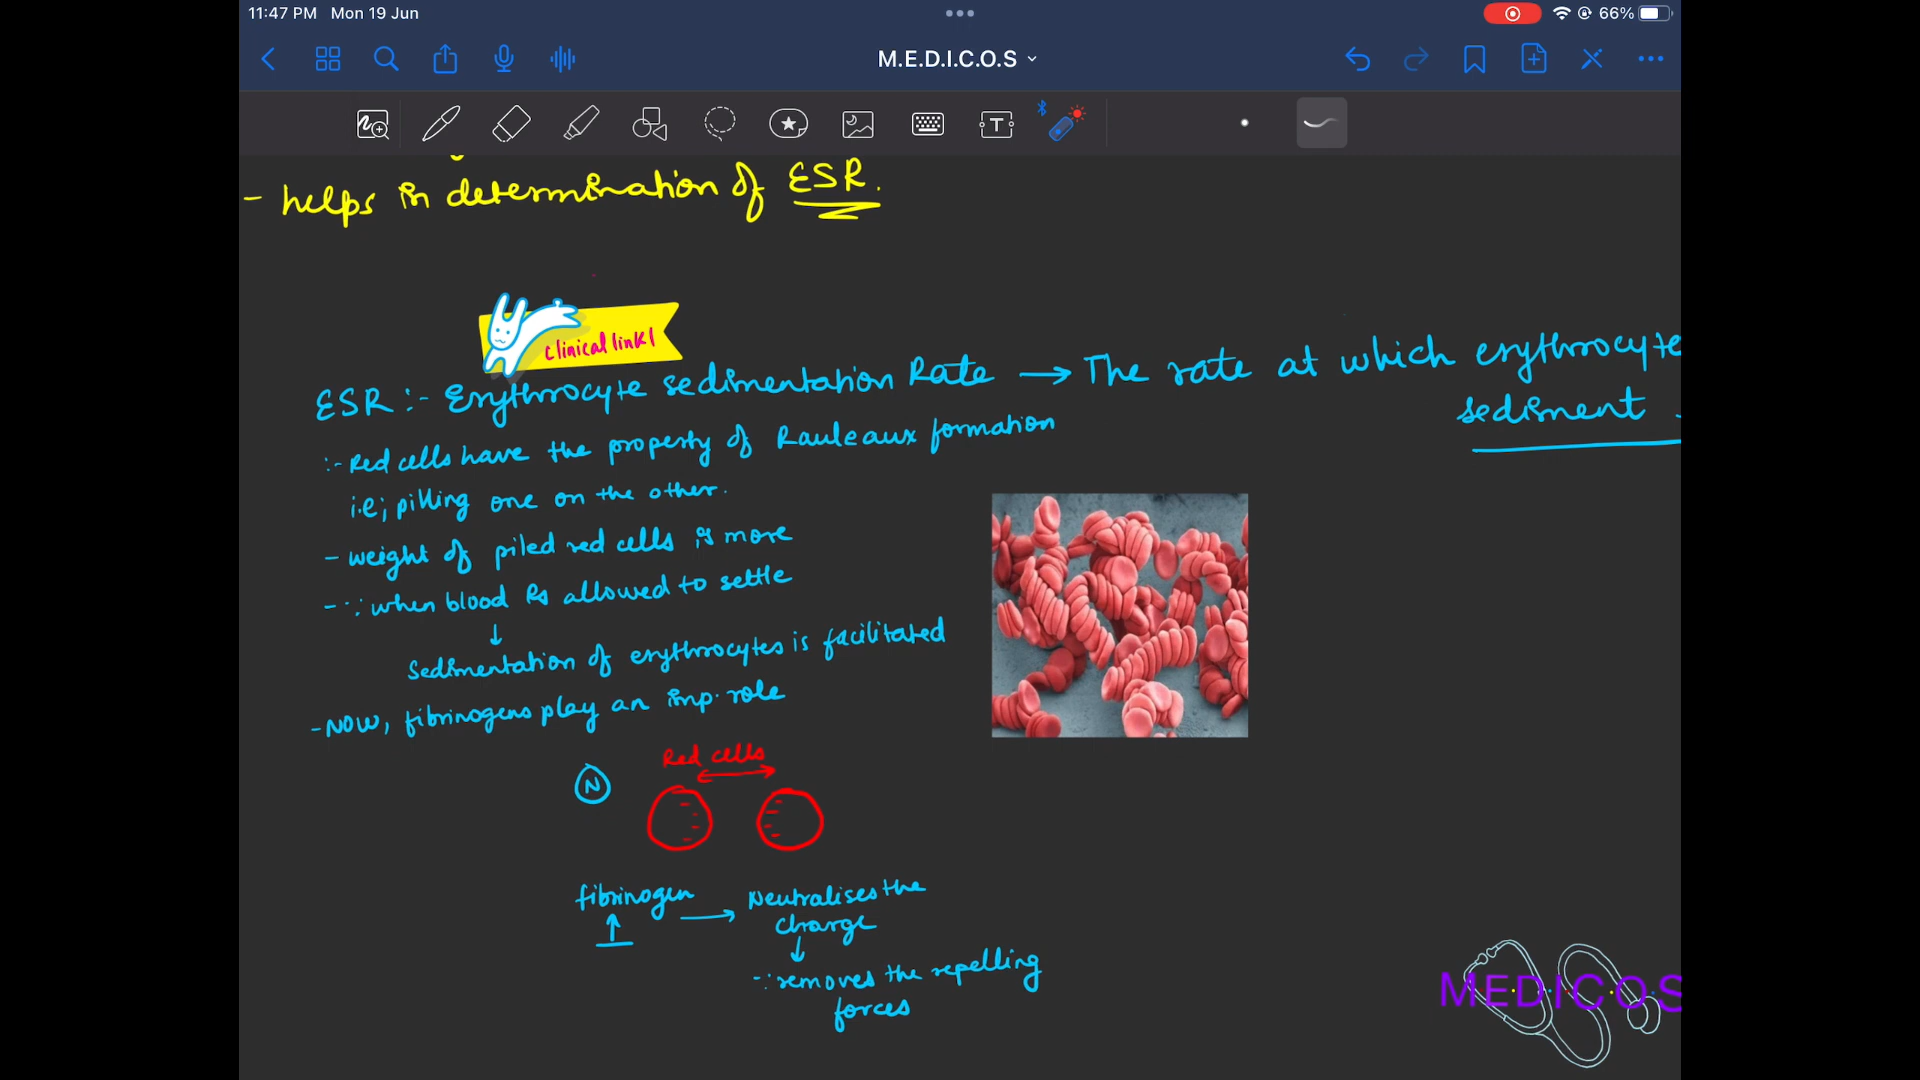 11:47 PM Mon 19 Jun
66%
M.E.D.I.C.O.S
T
- helps in determination of ESR.
clinical link!
ESR :- Erythrocyte sedimentation Rate → The rate at which erythrocyte
sediment
:- Red cells have the property of Rauleaux formation
i.e; pilling one on the other.
- weight of piled red cells is more
- ∵ when blood is allowed to settle
↓
Sedimentation of erythrocytes is facilitated
- Now, fibrinogens play an imp. role
Red cells
N
fibrinogen ↑ → Neutralises the
charge
↓
∵ removes the repelling
forces
MEDICOS